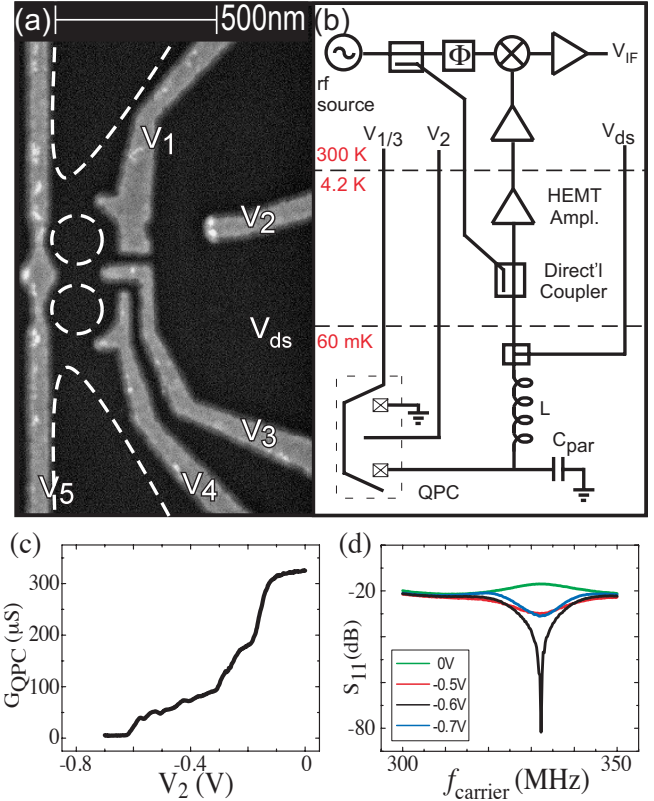 (a)
500nm
V1
V2
Vds
V3
V4
V5
(b)
Φ
VIF
rf
source
V1/3
V2
Vds
300 K
4.2 K
HEMT
Ampl.
Direct'l
Coupler
60 mK
L
Cpar
QPC
(c)
GQPC (µS)
300
200
100
0
-0.8
-0.4
0
V2 (V)
(d)
S11(dB)
-20
-80
0V
-0.5V
-0.6V
-0.7V
300
350
fcarrier (MHz)